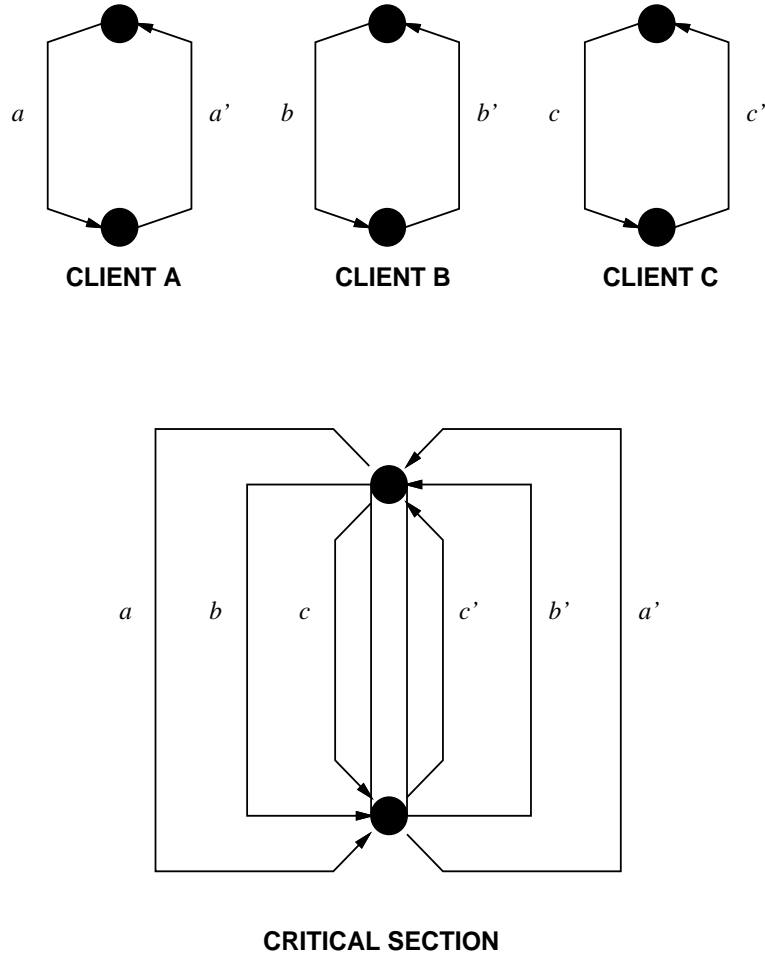 a a’ b b’ c c’
CLIENT A CLIENT B CLIENT C
a b c c’ b’ a’
CRITICAL SECTION